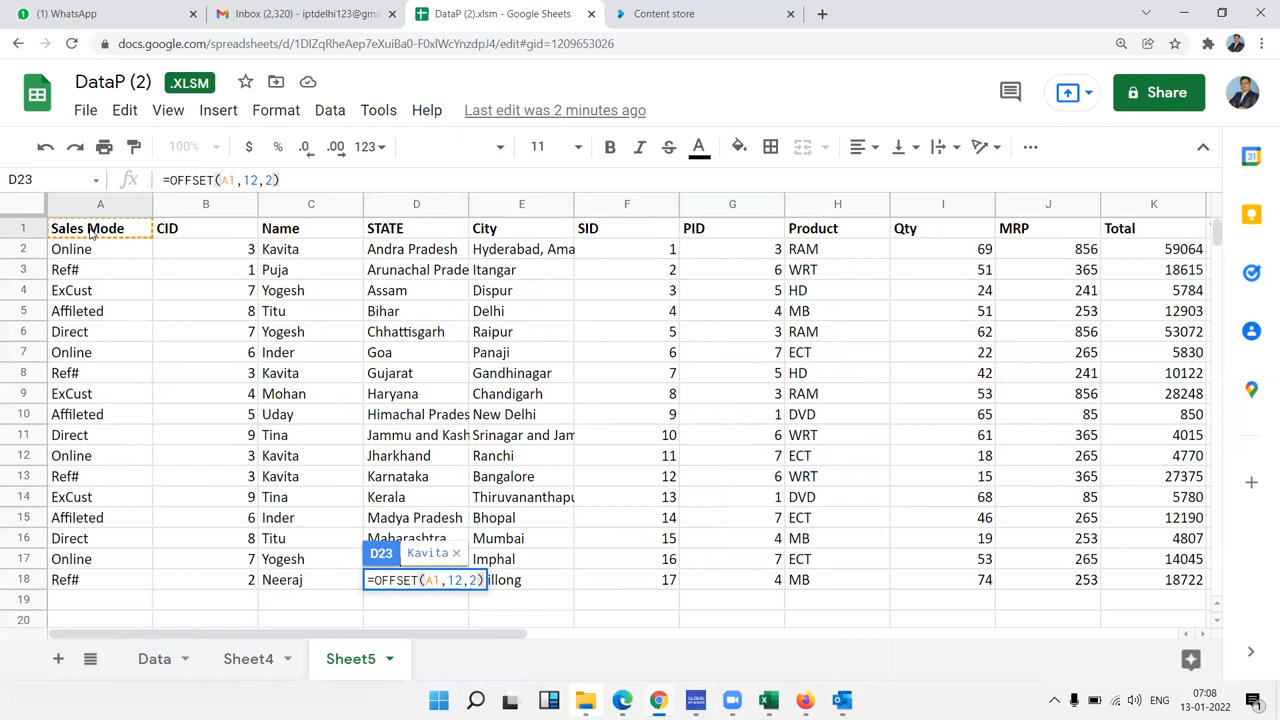 (1) WhatsApp
Inbox (2,320) - iptdelhi123@gma
DataP (2).xlsm - Google Sheets
Content store
docs.google.com/spreadsheets/d/1DlZqRheAep7eXuiBa0-F0xlWcYnzdpJ4/edit#gid=1209653026
DataP (2) .XLSM
File Edit View Insert Format Data Tools Help Last edit was 2 minutes ago
Share
100% $ % .0 .00 123 11
D23 fx =OFFSET(A1,12,2)
A B C D E F G H I J K
1 Sales Mode CID Name STATE City SID PID Product Qty MRP Total
2 Online 3 Kavita Andra Pradesh Hyderabad, Ama 1 3 RAM 69 856 59064
3 Ref# 1 Puja Arunachal Prade Itangar 2 6 WRT 51 365 18615
4 ExCust 7 Yogesh Assam Dispur 3 5 HD 24 241 5784
5 Affileted 8 Titu Bihar Delhi 4 4 MB 51 253 12903
6 Direct 7 Yogesh Chhattisgarh Raipur 5 3 RAM 62 856 53072
7 Online 6 Inder Goa Panaji 6 7 ECT 22 265 5830
8 Ref# 3 Kavita Gujarat Gandhinagar 7 5 HD 42 241 10122
9 ExCust 4 Mohan Haryana Chandigarh 8 3 RAM 53 856 28248
10 Affileted 5 Uday Himachal Prades New Delhi 9 1 DVD 65 85 850
11 Direct 9 Tina Jammu and Kash Srinagar and Jam 10 6 WRT 61 365 4015
12 Online 3 Kavita Jharkhand Ranchi 11 7 ECT 18 265 4770
13 Ref# 3 Kavita Karnataka Bangalore 12 6 WRT 15 365 27375
14 ExCust 9 Tina Kerala Thiruvananthapu 13 1 DVD 68 85 5780
15 Affileted 6 Inder Madya Pradesh Bhopal 14 7 ECT 46 265 12190
16 Direct 8 Titu Maharashtra Mumbai 15 4 MB 19 253 4807
D23 Kavita
17 Online 7 Yogesh Imphal 16 7 ECT 53 265 14045
18 Ref# 2 Neeraj =OFFSET(A1,12,2) illong 17 4 MB 74 253 18722
19
20
Data Sheet4 Sheet5
31
ENG
07:08
13-01-2022
1